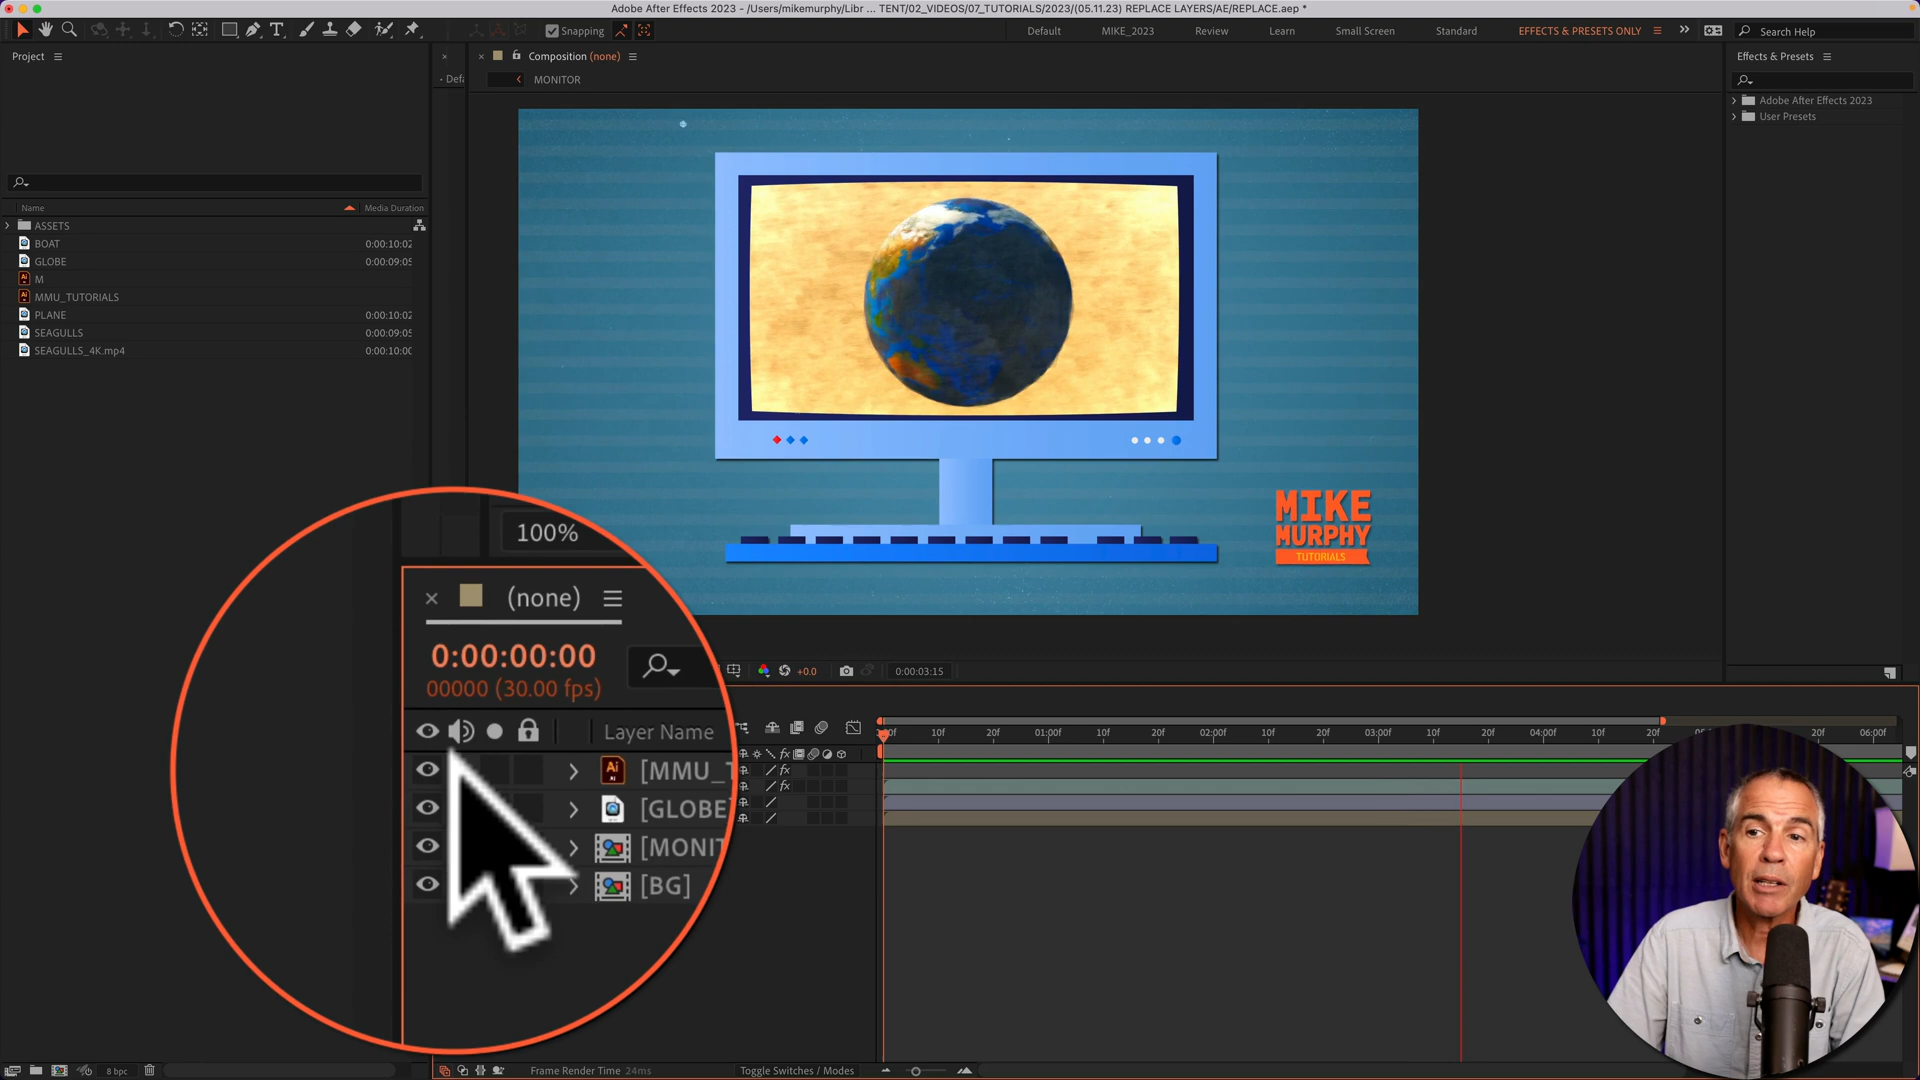 Adobe After Effects 2023 - /Users/mikemurphy/Libr ... TENT/02_VIDEOS/07_TUTORIALS/2023/(05.11.23) REPLACE LAYERS/AE/REPLACE.aep *
Snapping
Default
MIKE_2023
Review
Learn
Small Screen
Standard
EFFECTS & PRESETS ONLY
Search Help
Project
Composition (none)
Effects & Presets
- Defa
MONITOR
Adobe After Effects 2023
User Presets
Name
Media Duration
ASSETS
BOAT 0:00:10:02
GLOBE 0:00:09:05
M
MMU_TUTORIALS
PLANE 0:00:10:02
SEAGULLS 0:00:09:05
SEAGULLS_4K.mp4 0:00:10:00
MIKE
MURPHY
TUTORIALS
100%
(none)
0:00:00:00
00000 (30.00 fps)
Layer Name
[MMU_T
[GLOBE
[MONIT
[BG]
+0.0
0:00:03:15
10f 20f 01:00f 10f 20f 02:00f 10f 20f 03:00f 10f 20f 20f 06:00f
8 bpc
Frame Render Time 24ms
Toggle Switches / Modes